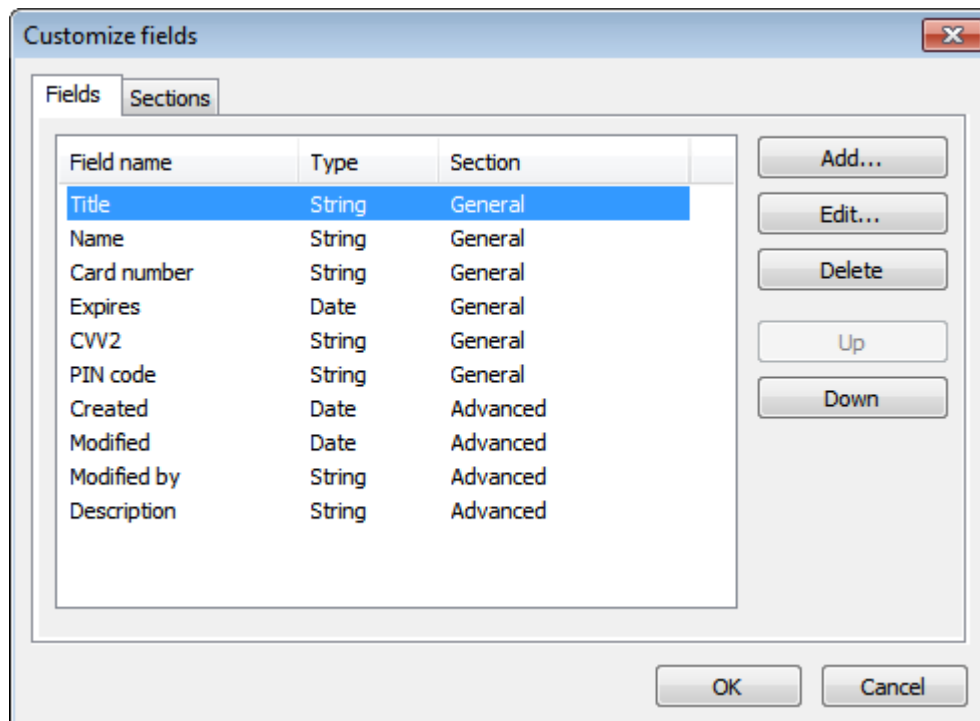 Customize fields
Fields Sections
Field name Type Section
Title String General
Name String General
Card number String General
Expires Date General
CVV2 String General
PIN code String General
Created Date Advanced
Modified Date Advanced
Modified by String Advanced
Description String Advanced
Add...
Edit...
Delete
Up
Down
OK Cancel